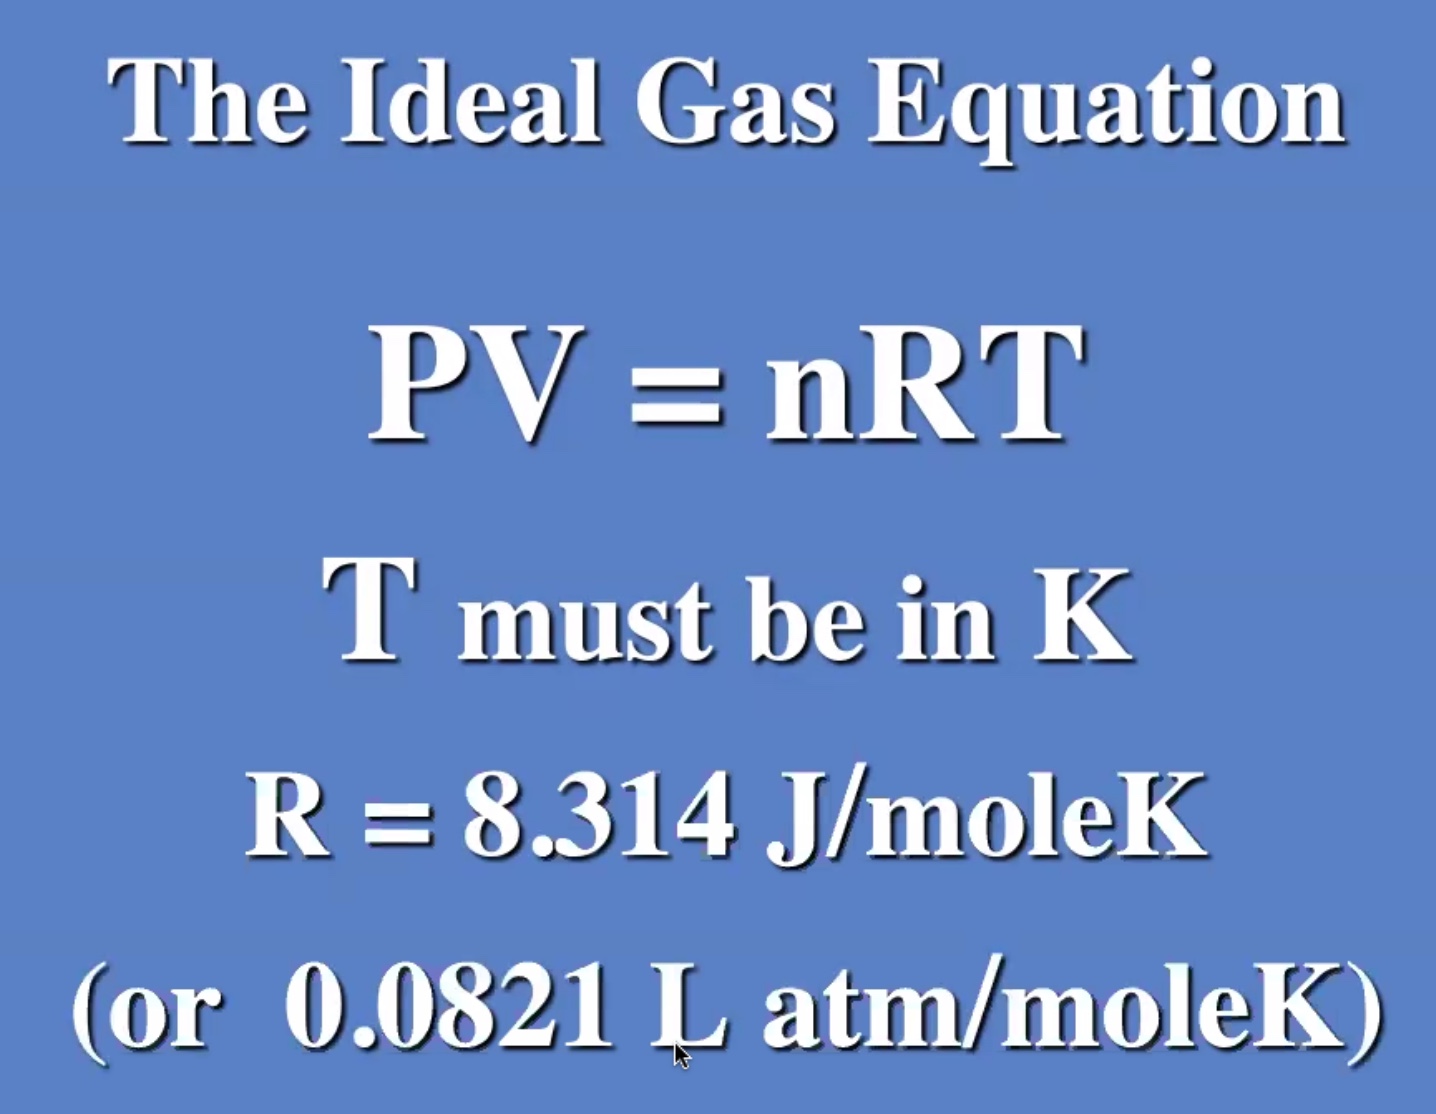 The Ideal Gas Equation
PV = nRT
T must be in K
R = 8.314 J/moleK
(or 0.0821 L atm/moleK)